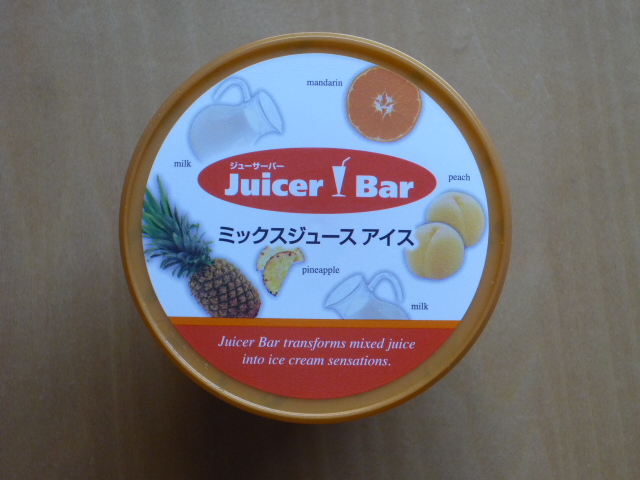 mandarin
milk
ジューサーバー
Juicer Bar
peach
ミックスジュース アイス
pineapple
milk
Juicer Bar transforms mixed juice
into ice cream sensations.